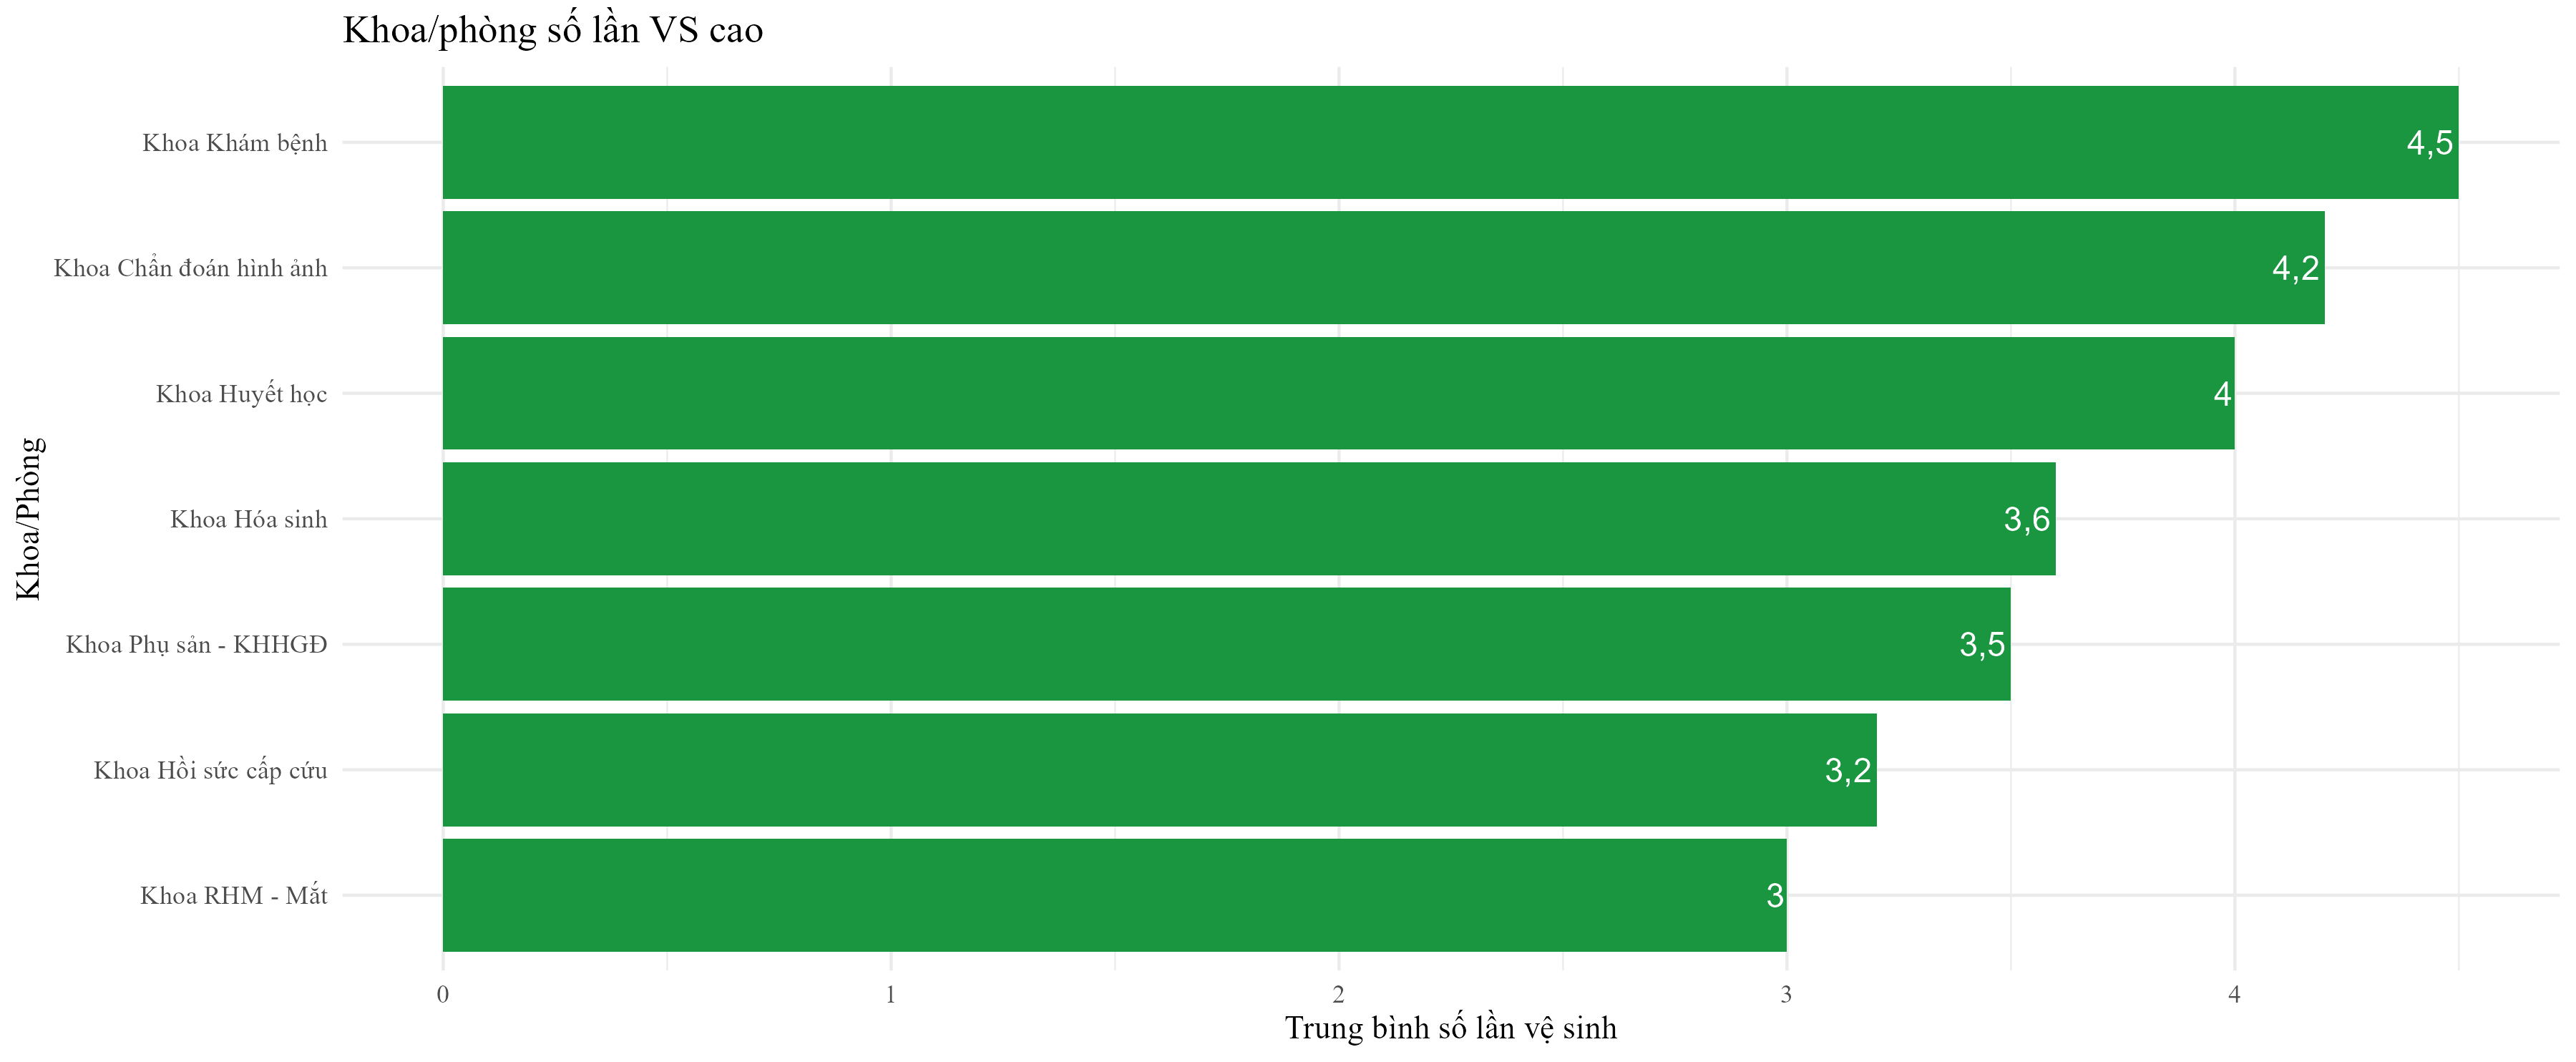 Khoa/phòng số lần VS cao
Khoa/Phòng
Khoa Khám bệnh
4,5
Khoa Chẩn đoán hình ảnh
4,2
Khoa Huyết học
4
Khoa Hóa sinh
3,6
Khoa Phụ sản - KHHGĐ
3,5
Khoa Hồi sức cấp cứu
3,2
Khoa RHM - Mắt
3
0 1 2 3 4
Trung bình số lần vệ sinh